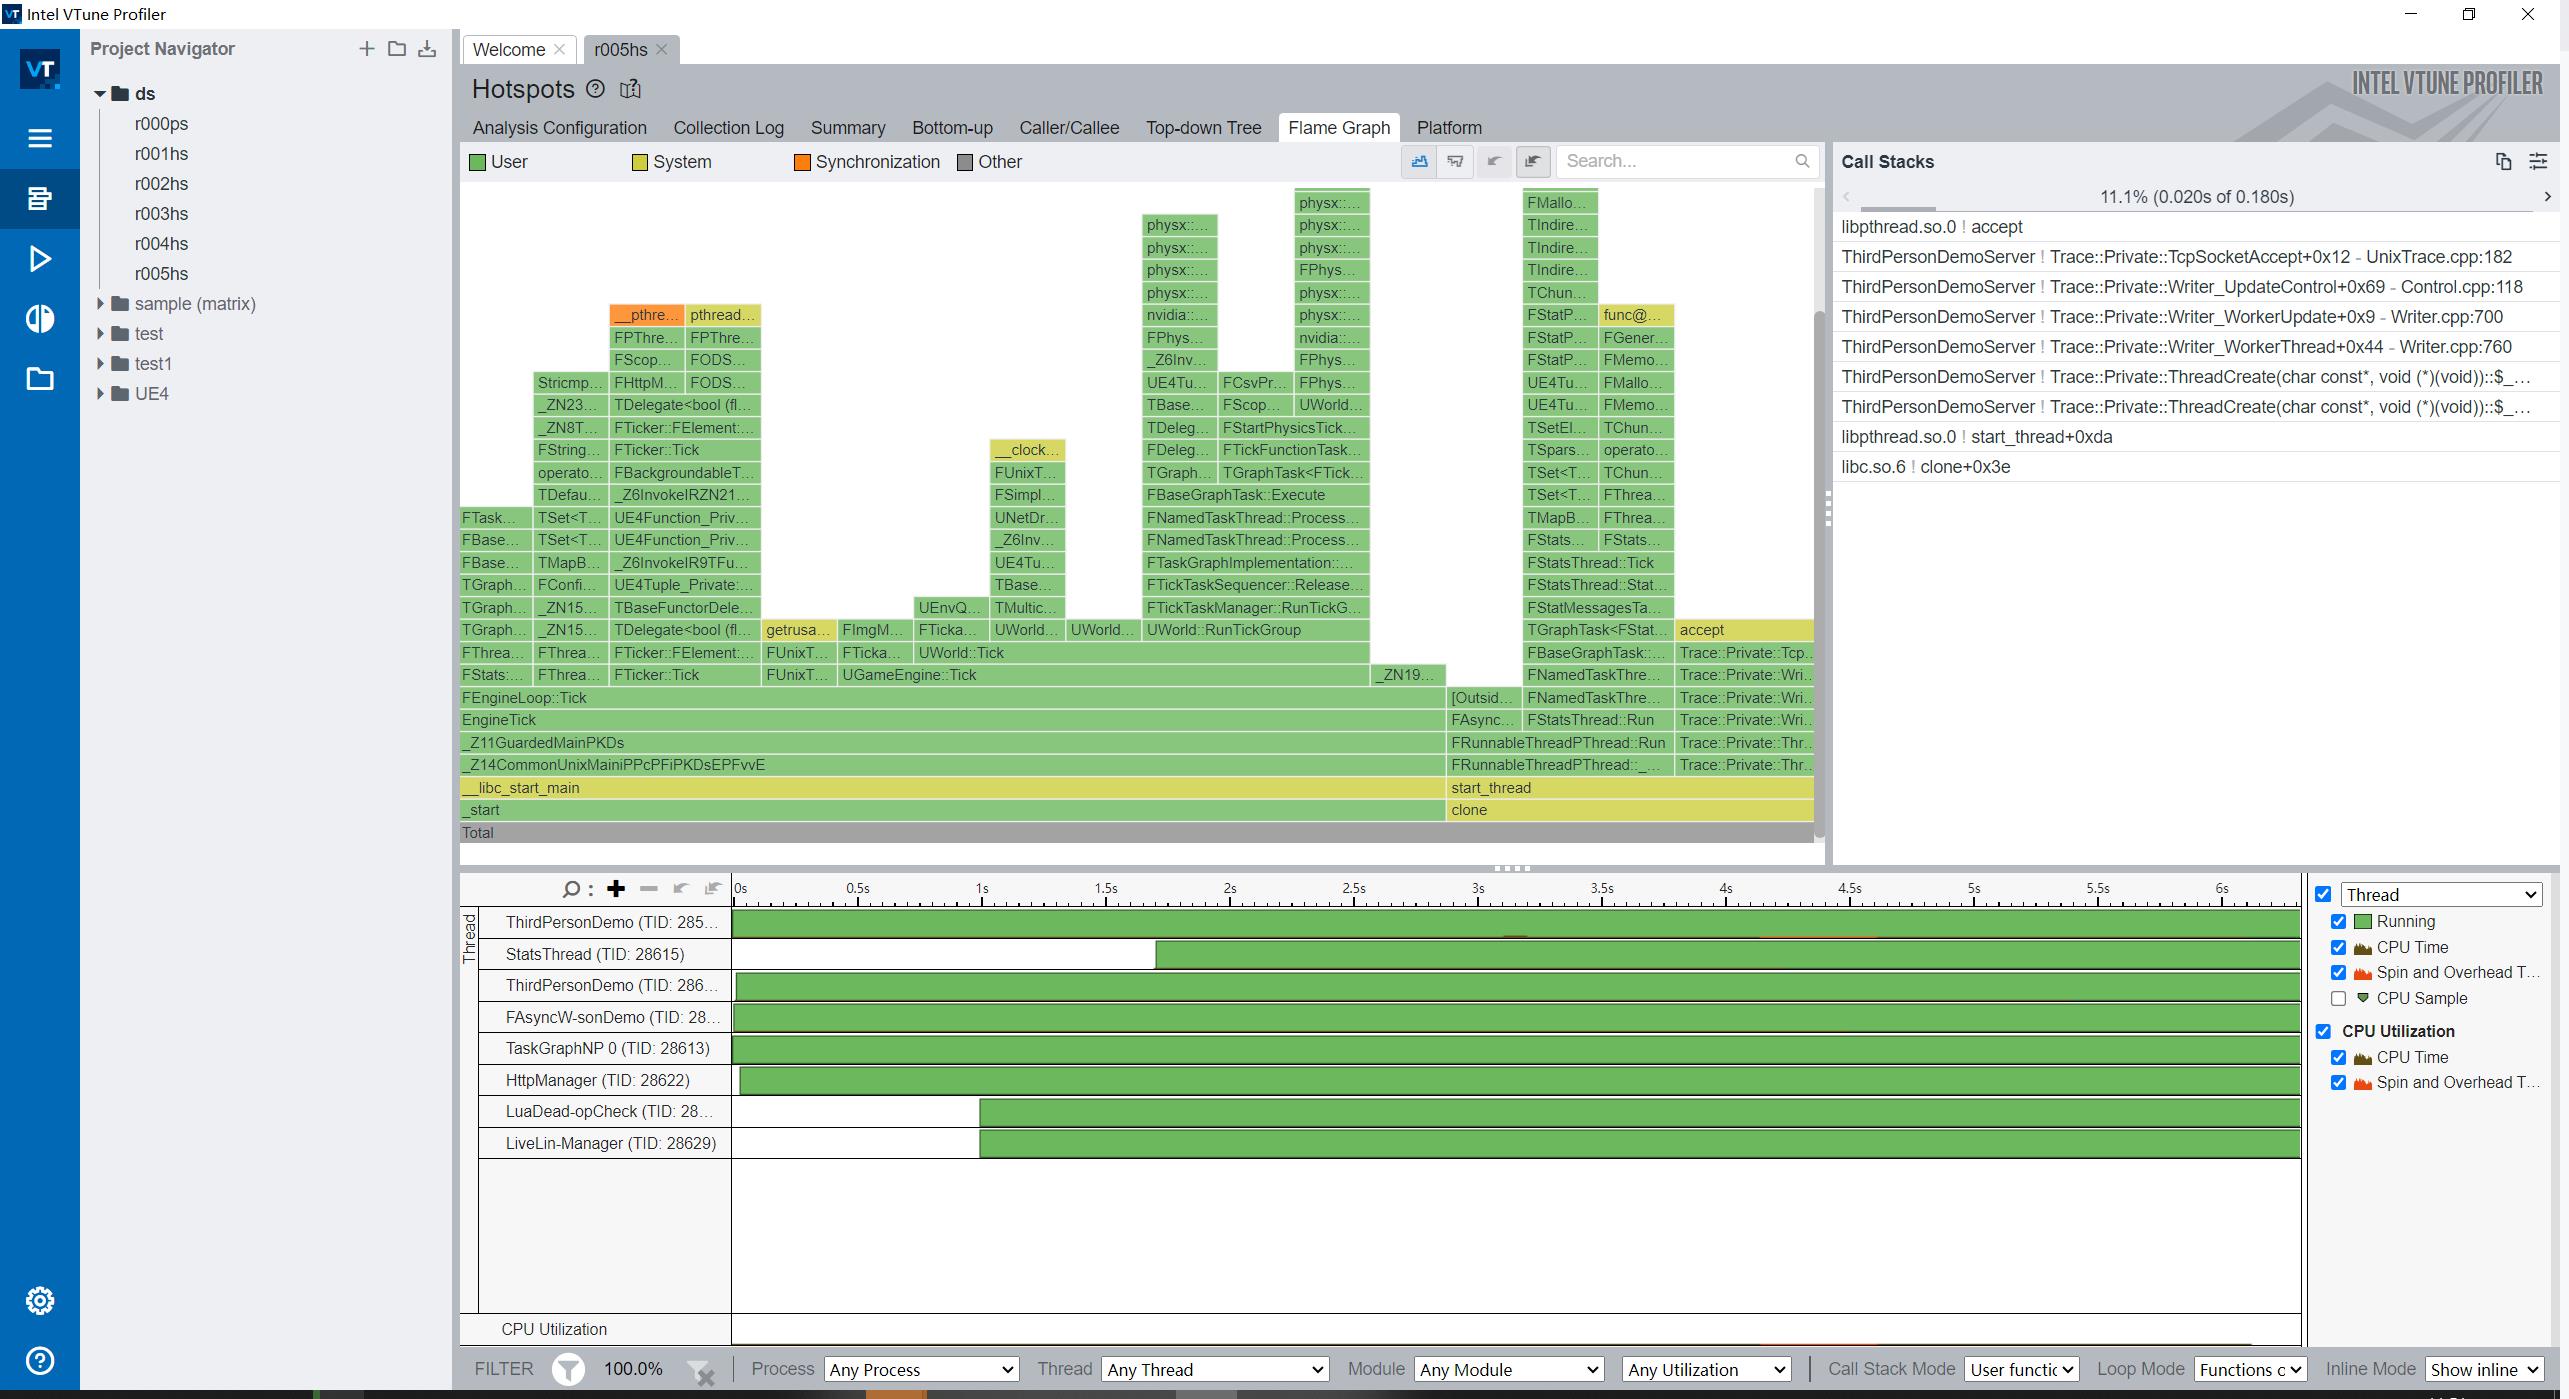 Intel VTune Profiler
Project Navigator
ds
r000ps
r001hs
r002hs
r003hs
r004hs
r005hs
sample (matrix)
test
test1
UE4
Welcome
r005hs
Hotspots
INTEL VTUNE PROFILER
Analysis Configuration Collection Log Summary Bottom-up Caller/Callee Top-down Tree Flame Graph Platform
User System Synchronization Other
Search...
physx::... FMallo...
physx::... physx::... TIndire...
physx::... physx::... TIndire...
physx::... FPhys... TIndire...
physx::... physx::... TChun...
__pthre... pthread... nvidia::... physx::... FStatP... func@...
FPThre... FPThre... FPhys... nvidia::... FStatP... FGener...
FScop... FODS... _Z6Inv... FPhys... FStatP... FMemo...
Stricmp... FHttpM... FODS... UE4Tu... FCsvPr... FPhys... UE4Tu... FMallo...
_ZN23... TDelegate<bool (fl... TBase... FScop... UWorld... UE4Tu... FMemo...
_ZN8T... FTicker::FElement:... TDeleg... FStartPhysicsTick... TSetEl... TChun...
FString... FTicker::Tick __clock... FDeleg... FTickFunctionTask... TSpars... operato...
operato... FBackgroundableT... FUnixT... TGraph... TGraphTask<FTick... TSet<T... TChun...
TDefau... _Z6InvokeIRZN21... FSimpl... FBaseGraphTask::Execute TSet<T... FThrea...
FTask... TSet<T... UE4Function_Priv... UNetDr... FNamedTaskThread::Process... TMapB... FThrea...
FBase... TSet<T... UE4Function_Priv... _Z6Inv... FNamedTaskThread::Process... FStats... FStats...
FBase... TMapB... _Z6InvokeIR9TFu... UE4Tu... FTaskGraphImplementation::... FStatsThread::Tick
TGraph... FConfi... UE4Tuple_Private:... TBase... FTickTaskSequencer::Release... FStatsThread::Stat...
TGraph... _ZN15... TBaseFunctorDele... UEnvQ... TMultic... FTickTaskManager::RunTickG... FStatMessagesTa...
TGraph... _ZN15... TDelegate<bool (fl... getrusa... FImgM... FTicka... UWorld... UWorld... UWorld::RunTickGroup TGraphTask<FStat... accept
FThrea... FThrea... FTicker::FElement:... FUnixT... FTicka... UWorld::Tick FBaseGraphTask::... Trace::Private::Tcp...
FStats:... FThrea... FTicker::Tick FUnixT... UGameEngine::Tick _ZN19... FNamedTaskThre... Trace::Private::Wri...
FEngineLoop::Tick [Outsid... FNamedTaskThre... Trace::Private::Wri...
EngineTick FAsync... FStatsThread::Run Trace::Private::Wri...
_Z11GuardedMainPKDs FRunnableThreadPThread::Run Trace::Private::Thr...
_Z14CommonUnixMainiPPcPFiPKDsEPFvvE FRunnableThreadPThread::_... Trace::Private::Thr...
__libc_start_main start_thread
_start clone
Total
Call Stacks
11.1% (0.020s of 0.180s)
libpthread.so.0 ! accept
ThirdPersonDemoServer ! Trace::Private::TcpSocketAccept+0x12 - UnixTrace.cpp:182
ThirdPersonDemoServer ! Trace::Private::Writer_UpdateControl+0x69 - Control.cpp:118
ThirdPersonDemoServer ! Trace::Private::Writer_WorkerUpdate+0x9 - Writer.cpp:700
ThirdPersonDemoServer ! Trace::Private::Writer_WorkerThread+0x44 - Writer.cpp:760
ThirdPersonDemoServer ! Trace::Private::ThreadCreate(char const*, void (*)(void))::$_...
ThirdPersonDemoServer ! Trace::Private::ThreadCreate(char const*, void (*)(void))::$_...
libpthread.so.0 ! start_thread+0xda
libc.so.6 ! clone+0x3e
0s 0.5s 1s 1.5s 2s 2.5s 3s 3.5s 4s 4.5s 5s 5.5s 6s
Thread
ThirdPersonDemo (TID: 285...
StatsThread (TID: 28615)
ThirdPersonDemo (TID: 286...
FAsyncW-sonDemo (TID: 28...
TaskGraphNP 0 (TID: 28613)
HttpManager (TID: 28622)
LuaDead-opCheck (TID: 28...
LiveLin-Manager (TID: 28629)
CPU Utilization
Thread
Running
CPU Time
Spin and Overhead T...
CPU Sample
CPU Utilization
CPU Time
Spin and Overhead T...
FILTER 100.0% Process Any Process Thread Any Thread Module Any Module Any Utilization Call Stack Mode User functic Loop Mode Functions o Inline Mode Show inline